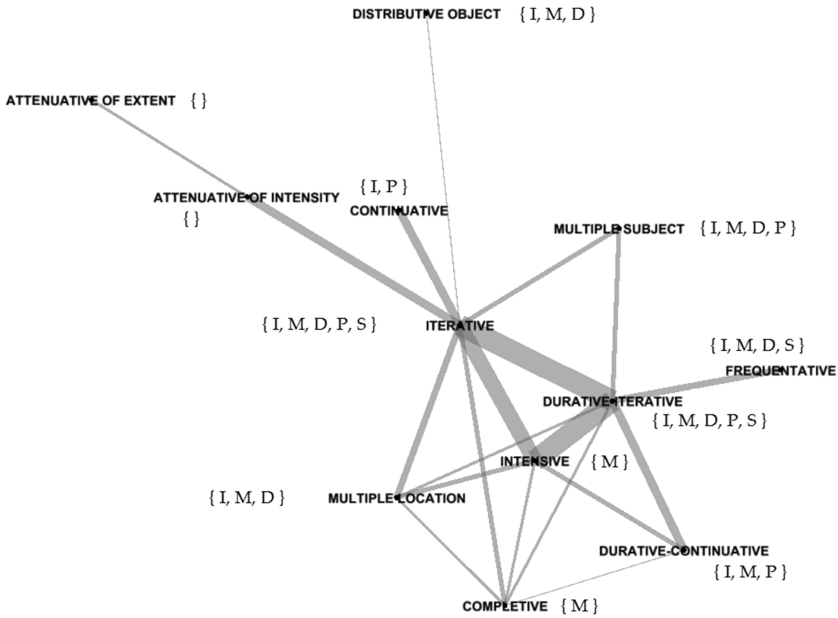 DISTRIBUTIVE OBJECT { I, M, D }
ATTENUATIVE OF EXTENT { }
ATTENUATIVE OF INTENSITY
{ }
{ I, P }
CONTINUATIVE
MULTIPLE SUBJECT { I, M, D, P }
{ I, M, D, P, S } ITERATIVE
{ I, M, D, S }
FREQUENTATIVE
DURATIVE-ITERATIVE
{ I, M, D, P, S }
INTENSIVE { M }
{ I, M, D } MULTIPLE LOCATION
DURATIVE-CONTINUATIVE
{ I, M, P }
COMPLETIVE { M }